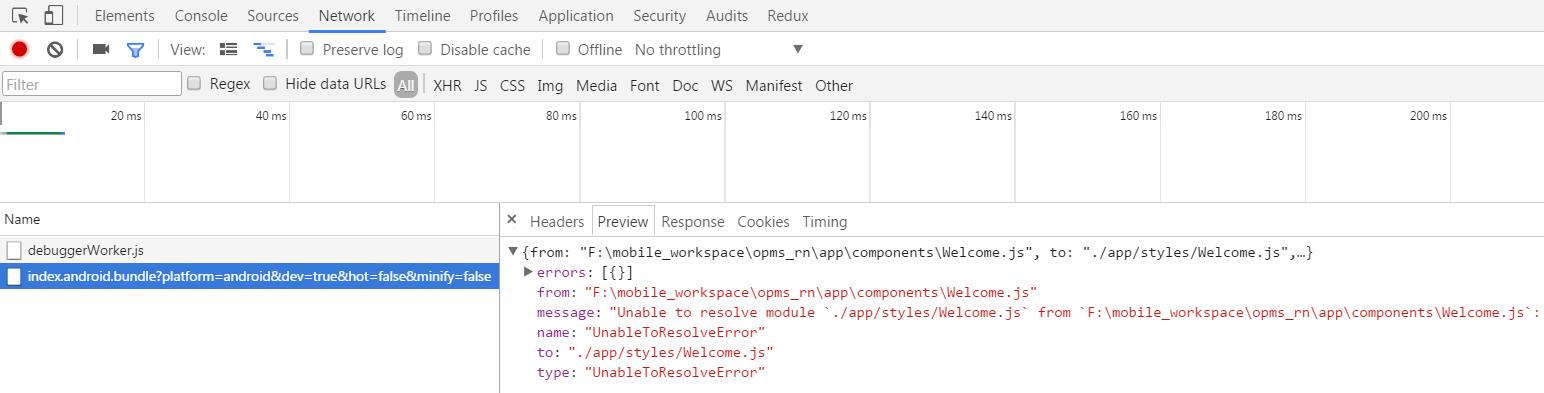 Elements Console Sources Network Timeline Profiles Application Security Audits Redux
View: Preserve log Disable cache Offline No throttling
Filter Regex Hide data URLs All XHR JS CSS Img Media Font Doc WS Manifest Other
20 ms 40 ms 60 ms 80 ms 100 ms 120 ms 140 ms 160 ms 180 ms 200 ms
Name
debuggerWorker.js
index.android.bundle?platform=android&dev=true&hot=false&minify=false
× Headers Preview Response Cookies Timing
▼{from: "F:\mobile_workspace\opms_rn\app\components\Welcome.js", to: "./app/styles/Welcome.js",…}
▶errors: [{}]
from: "F:\mobile_workspace\opms_rn\app\components\Welcome.js"
message: "Unable to resolve module `./app/styles/Welcome.js` from `F:\mobile_workspace\opms_rn\app\components\Welcome.js`:
name: "UnableToResolveError"
to: "./app/styles/Welcome.js"
type: "UnableToResolveError"